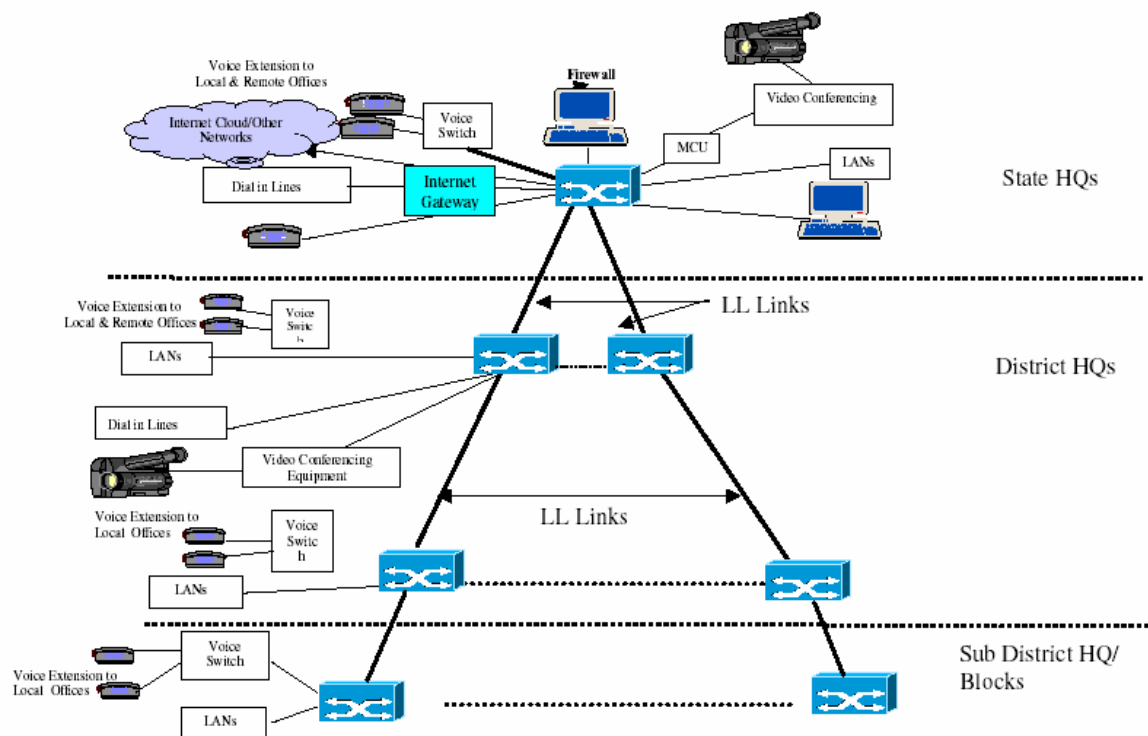 Voice Extension to
Local & Remote Offices
Firewall
Video Conferencing
Internet Cloud/Other
Networks
Voice
Switch
MCU
LANs
Dial in Lines
Internet
Gateway
State HQs
Voice Extension to
Local & Remote Offices
Voice
Switc
h
LL Links
LANs
District HQs
Dial in Lines
Video Conferencing
Equipment
Voice Extension to
Local Offices
Voice
Switc
h
LL Links
LANs
Voice
Switch
Sub District HQ/
Blocks
Voice Extension to
Local Offices
LANs